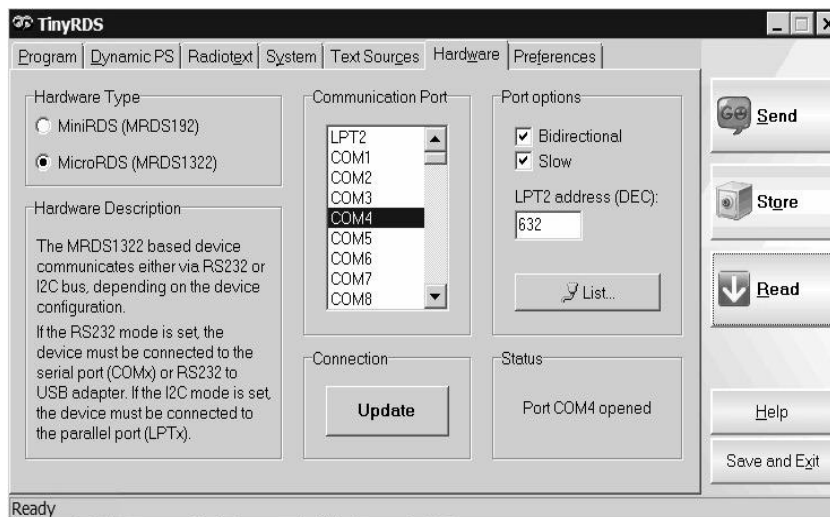 TinyRDS
Program
Dynamic PS
Radiotext
System
Text Sources
Hardware
Preferences
Hardware Type
MiniRDS (MRDS192)
MicroRDS (MRDS1322)
Hardware Description
The MRDS1322 based device
communicates either via RS232 or
I2C bus, depending on the device
configuration.
If the RS232 mode is set, the
device must be connected to the
serial port (COMx) or RS232 to
USB adapter. If the I2C mode is set,
the device must be connected to
the parallel port (LPTx).
Communication Port
LPT2
COM1
COM2
COM3
COM4
COM5
COM6
COM7
COM8
Connection
Update
Port options
Bidirectional
Slow
LPT2 address (DEC):
632
List...
Status
Port COM4 opened
GO
Send
Store
Read
Help
Save and Exit
Ready